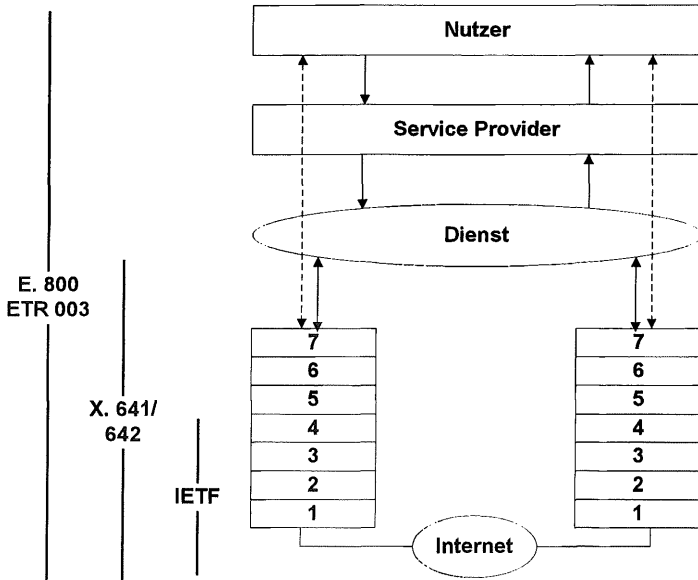 Nutzer
Service Provider
Dienst
E. 800
ETR 003
X. 641/
642
IETF
7
6
5
4
3
2
1
7
6
5
4
3
2
1
Internet